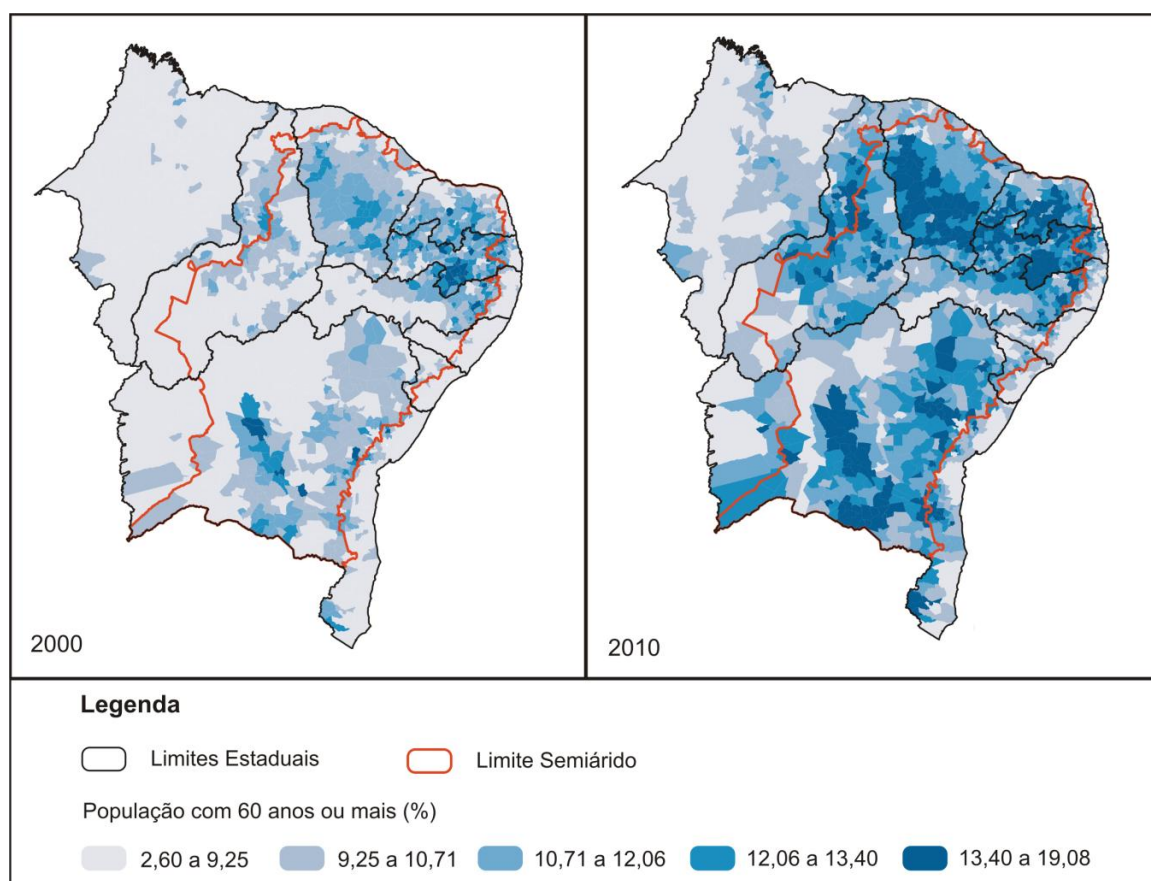 2000
2010
Legenda
Limites Estaduais
Limite Semiárido
População com 60 anos ou mais (%)
2,60 a 9,25
9,25 a 10,71
10,71 a 12,06
12,06 a 13,40
13,40 a 19,08